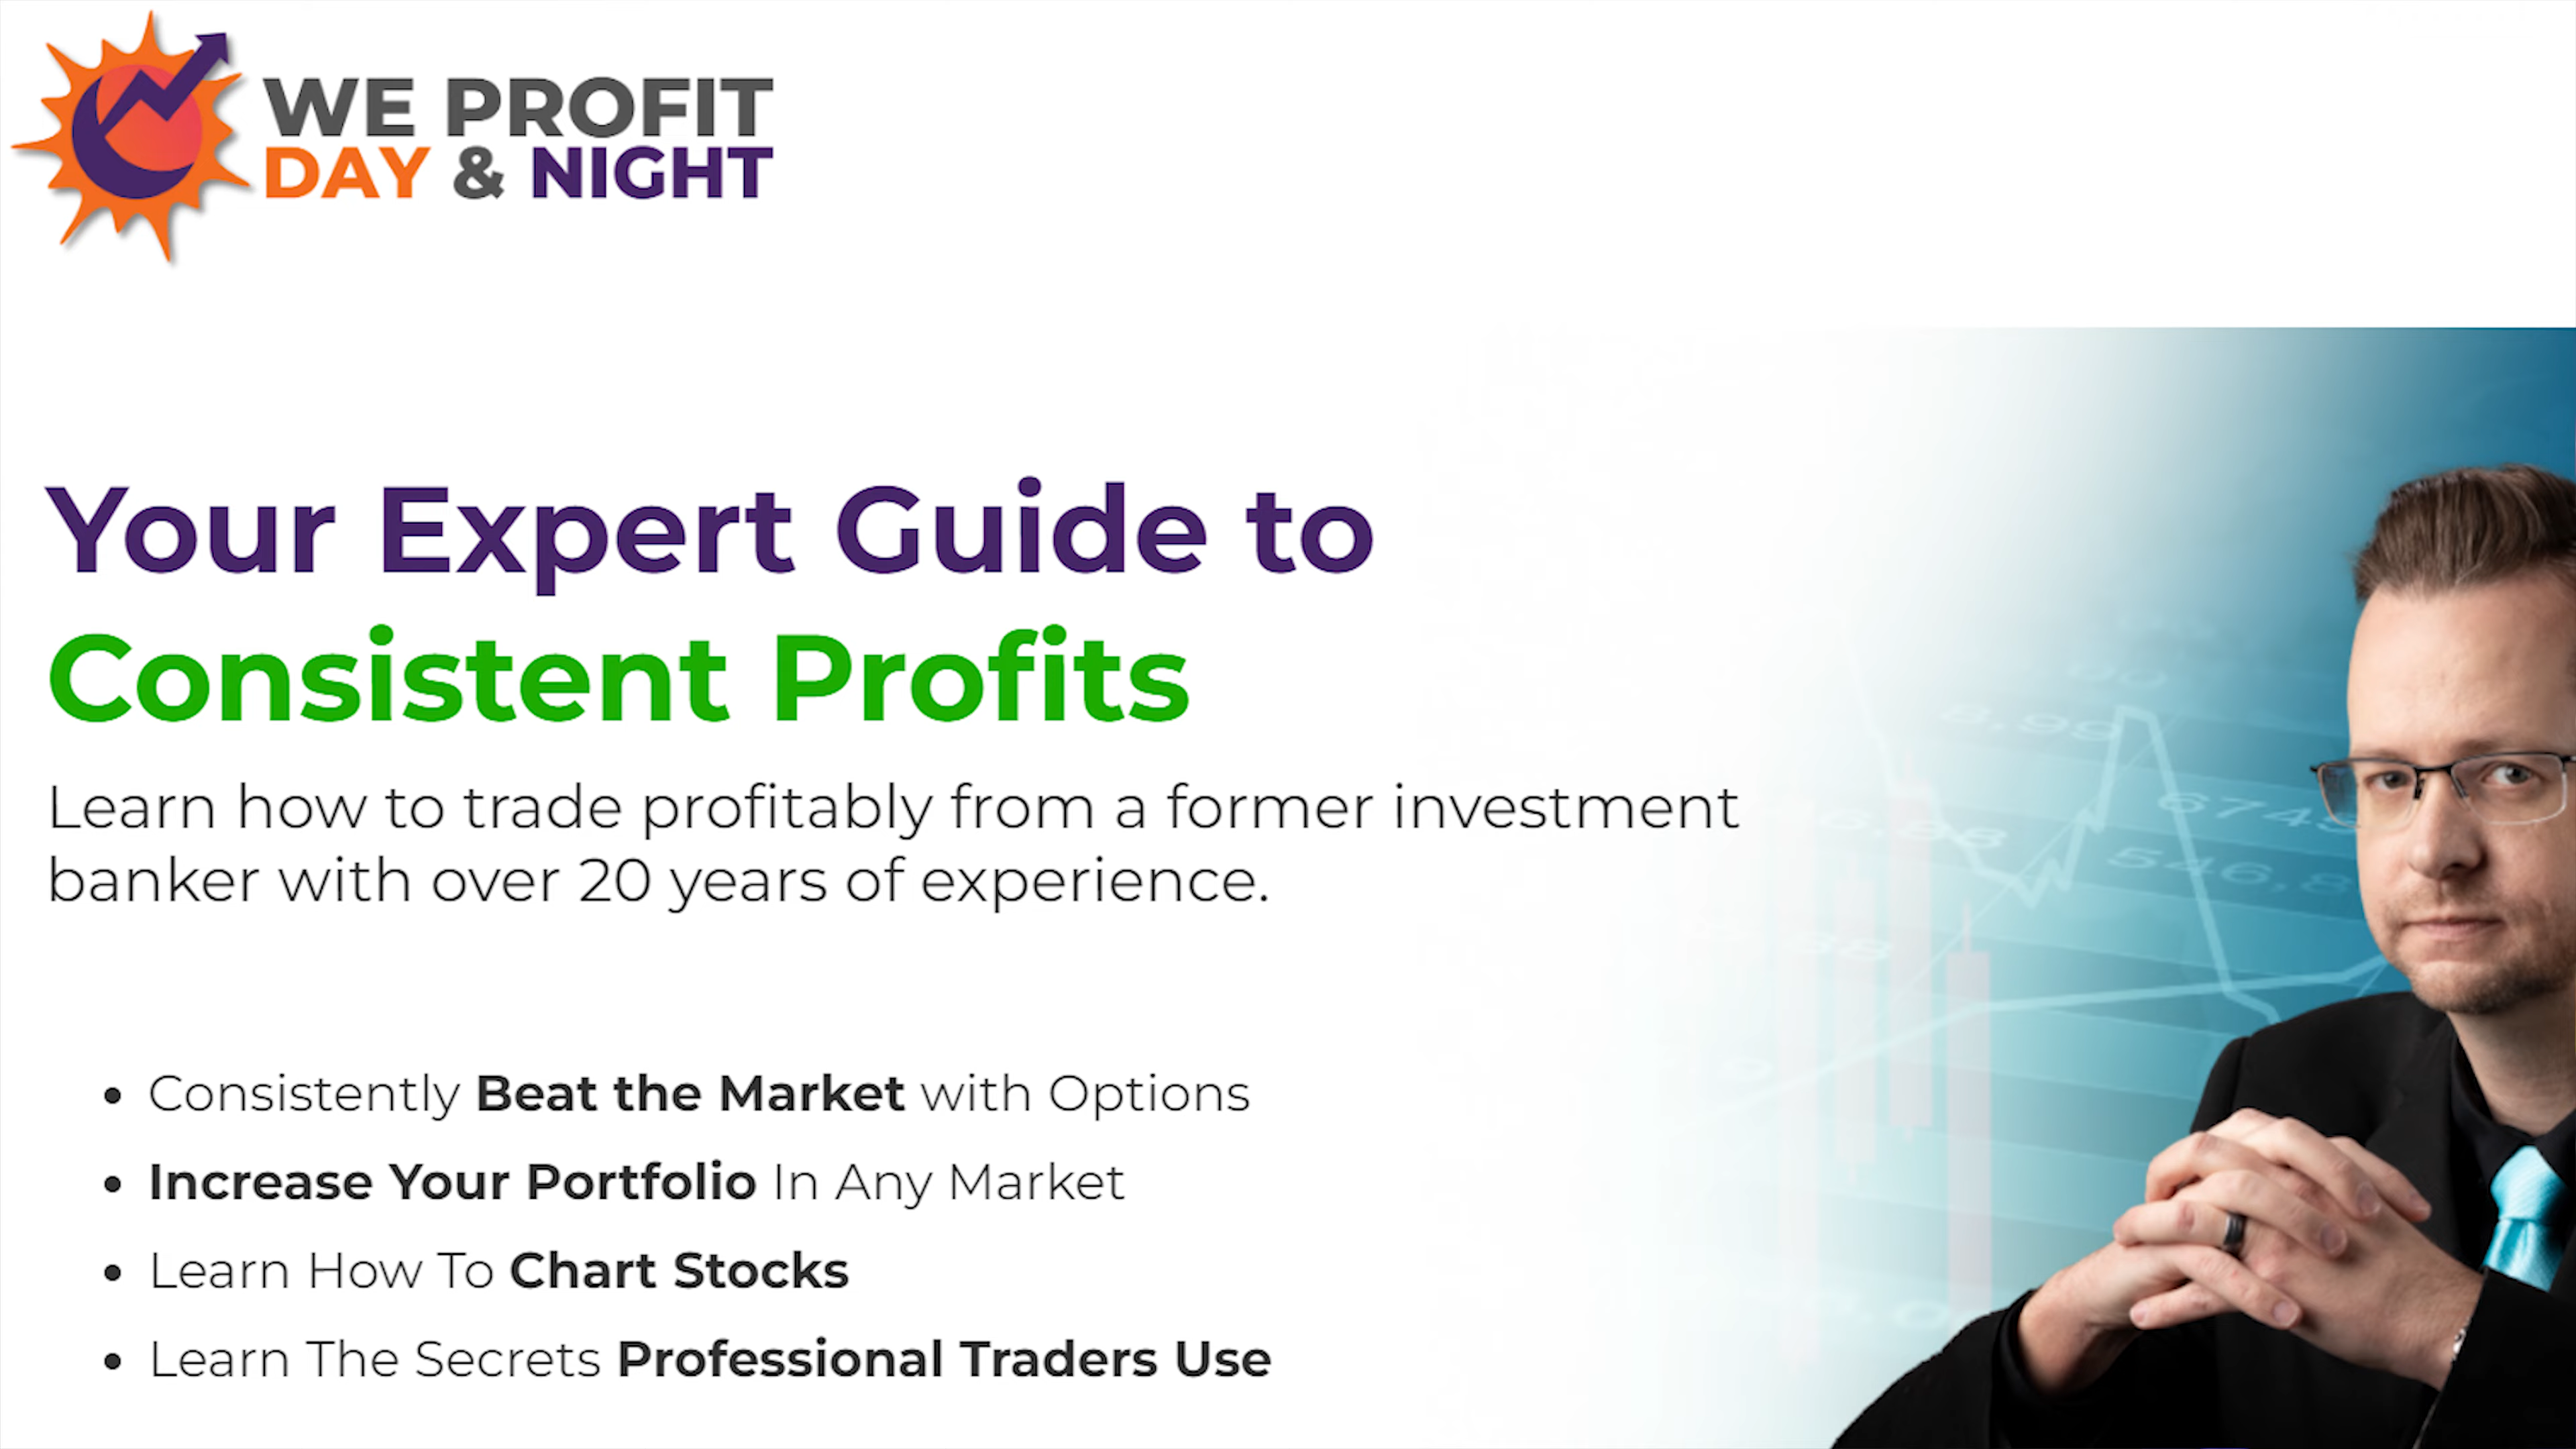 WE PROFIT
DAY & NIGHT
Your Expert Guide to
Consistent Profits
Learn how to trade profitably from a former investment
banker with over 20 years of experience.
• Consistently Beat the Market with Options
• Increase Your Portfolio In Any Market
• Learn How To Chart Stocks
• Learn The Secrets Professional Traders Use